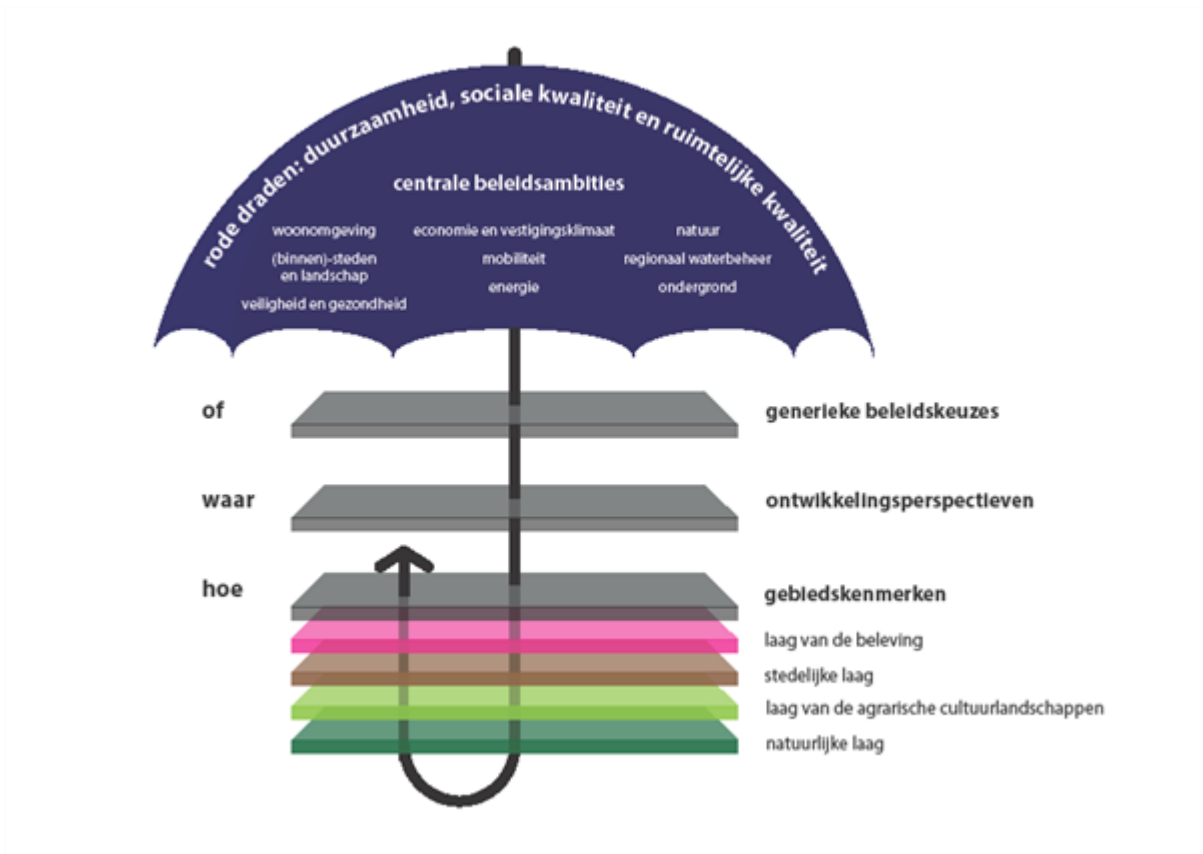 rode draden: duurzaamheid, sociale kwaliteit en ruimtelijke kwaliteit
centrale beleidsambities
woonomgeving
(binnen)-steden
en landschap
veiligheid en gezondheid
economie en vestigingsklimaat
mobiliteit
energie
natuur
regionaal waterbeheer
ondergrond
of
generieke beleidskeuzes
waar
ontwikkelingsperspectieven
hoe
gebiedskenmerken
laag van de beleving
stedelijke laag
laag van de agrarische cultuurlandschappen
natuurlijke laag